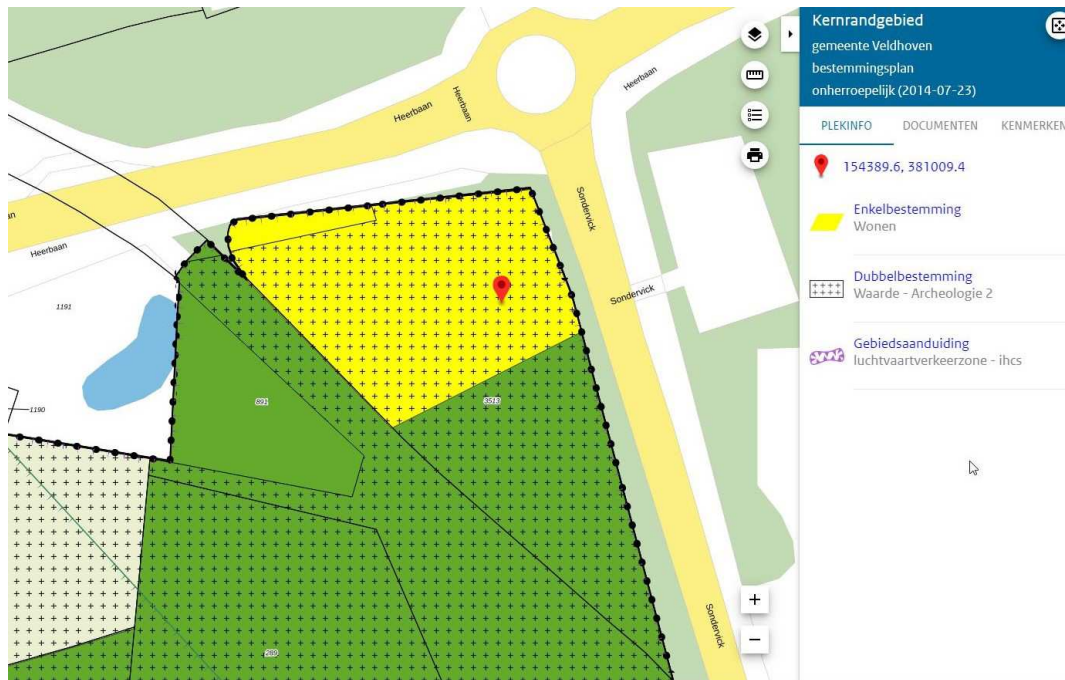 Kernrandgebied
gemeente Veldhoven
bestemmingsplan
onherroepelijk (2014-07-23)
PLEKINFO DOCUMENTEN KENMERKEN
154389.6, 381009.4
Enkelbestemming
Wonen
Dubbelbestemming
Waarde - Archeologie 2
Gebiedsaanduiding
luchtvaartverkeerzone - ihcs
Heerbaan
Heerbaan
Heerbaan
Heerbaan
Sondervick
Sondervick
Sondervick
1191
1190
891
3513
289
+
−